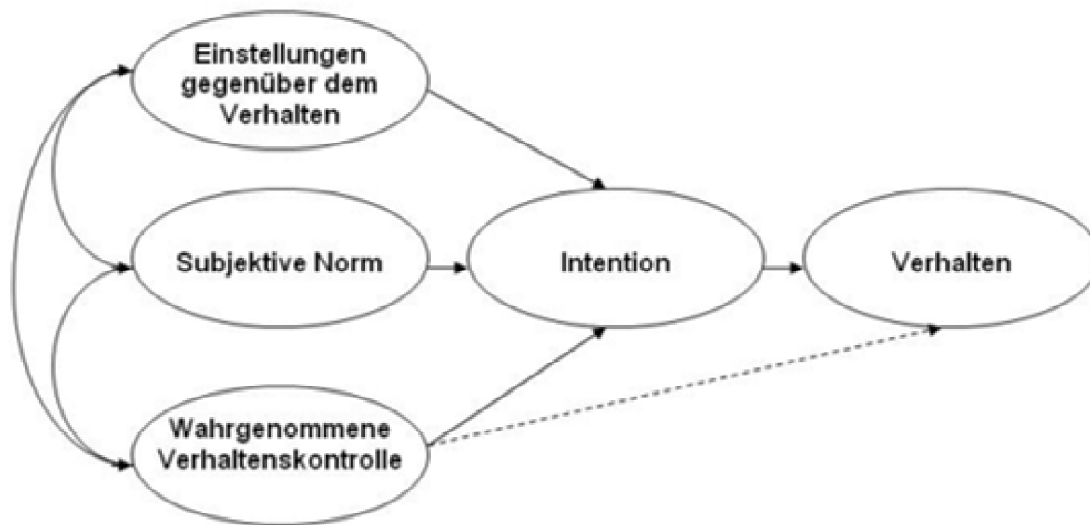 Einstellungen
gegenüber dem
Verhalten
Subjektive Norm
Intention
Verhalten
Wahrgenommene
Verhaltenskontrolle